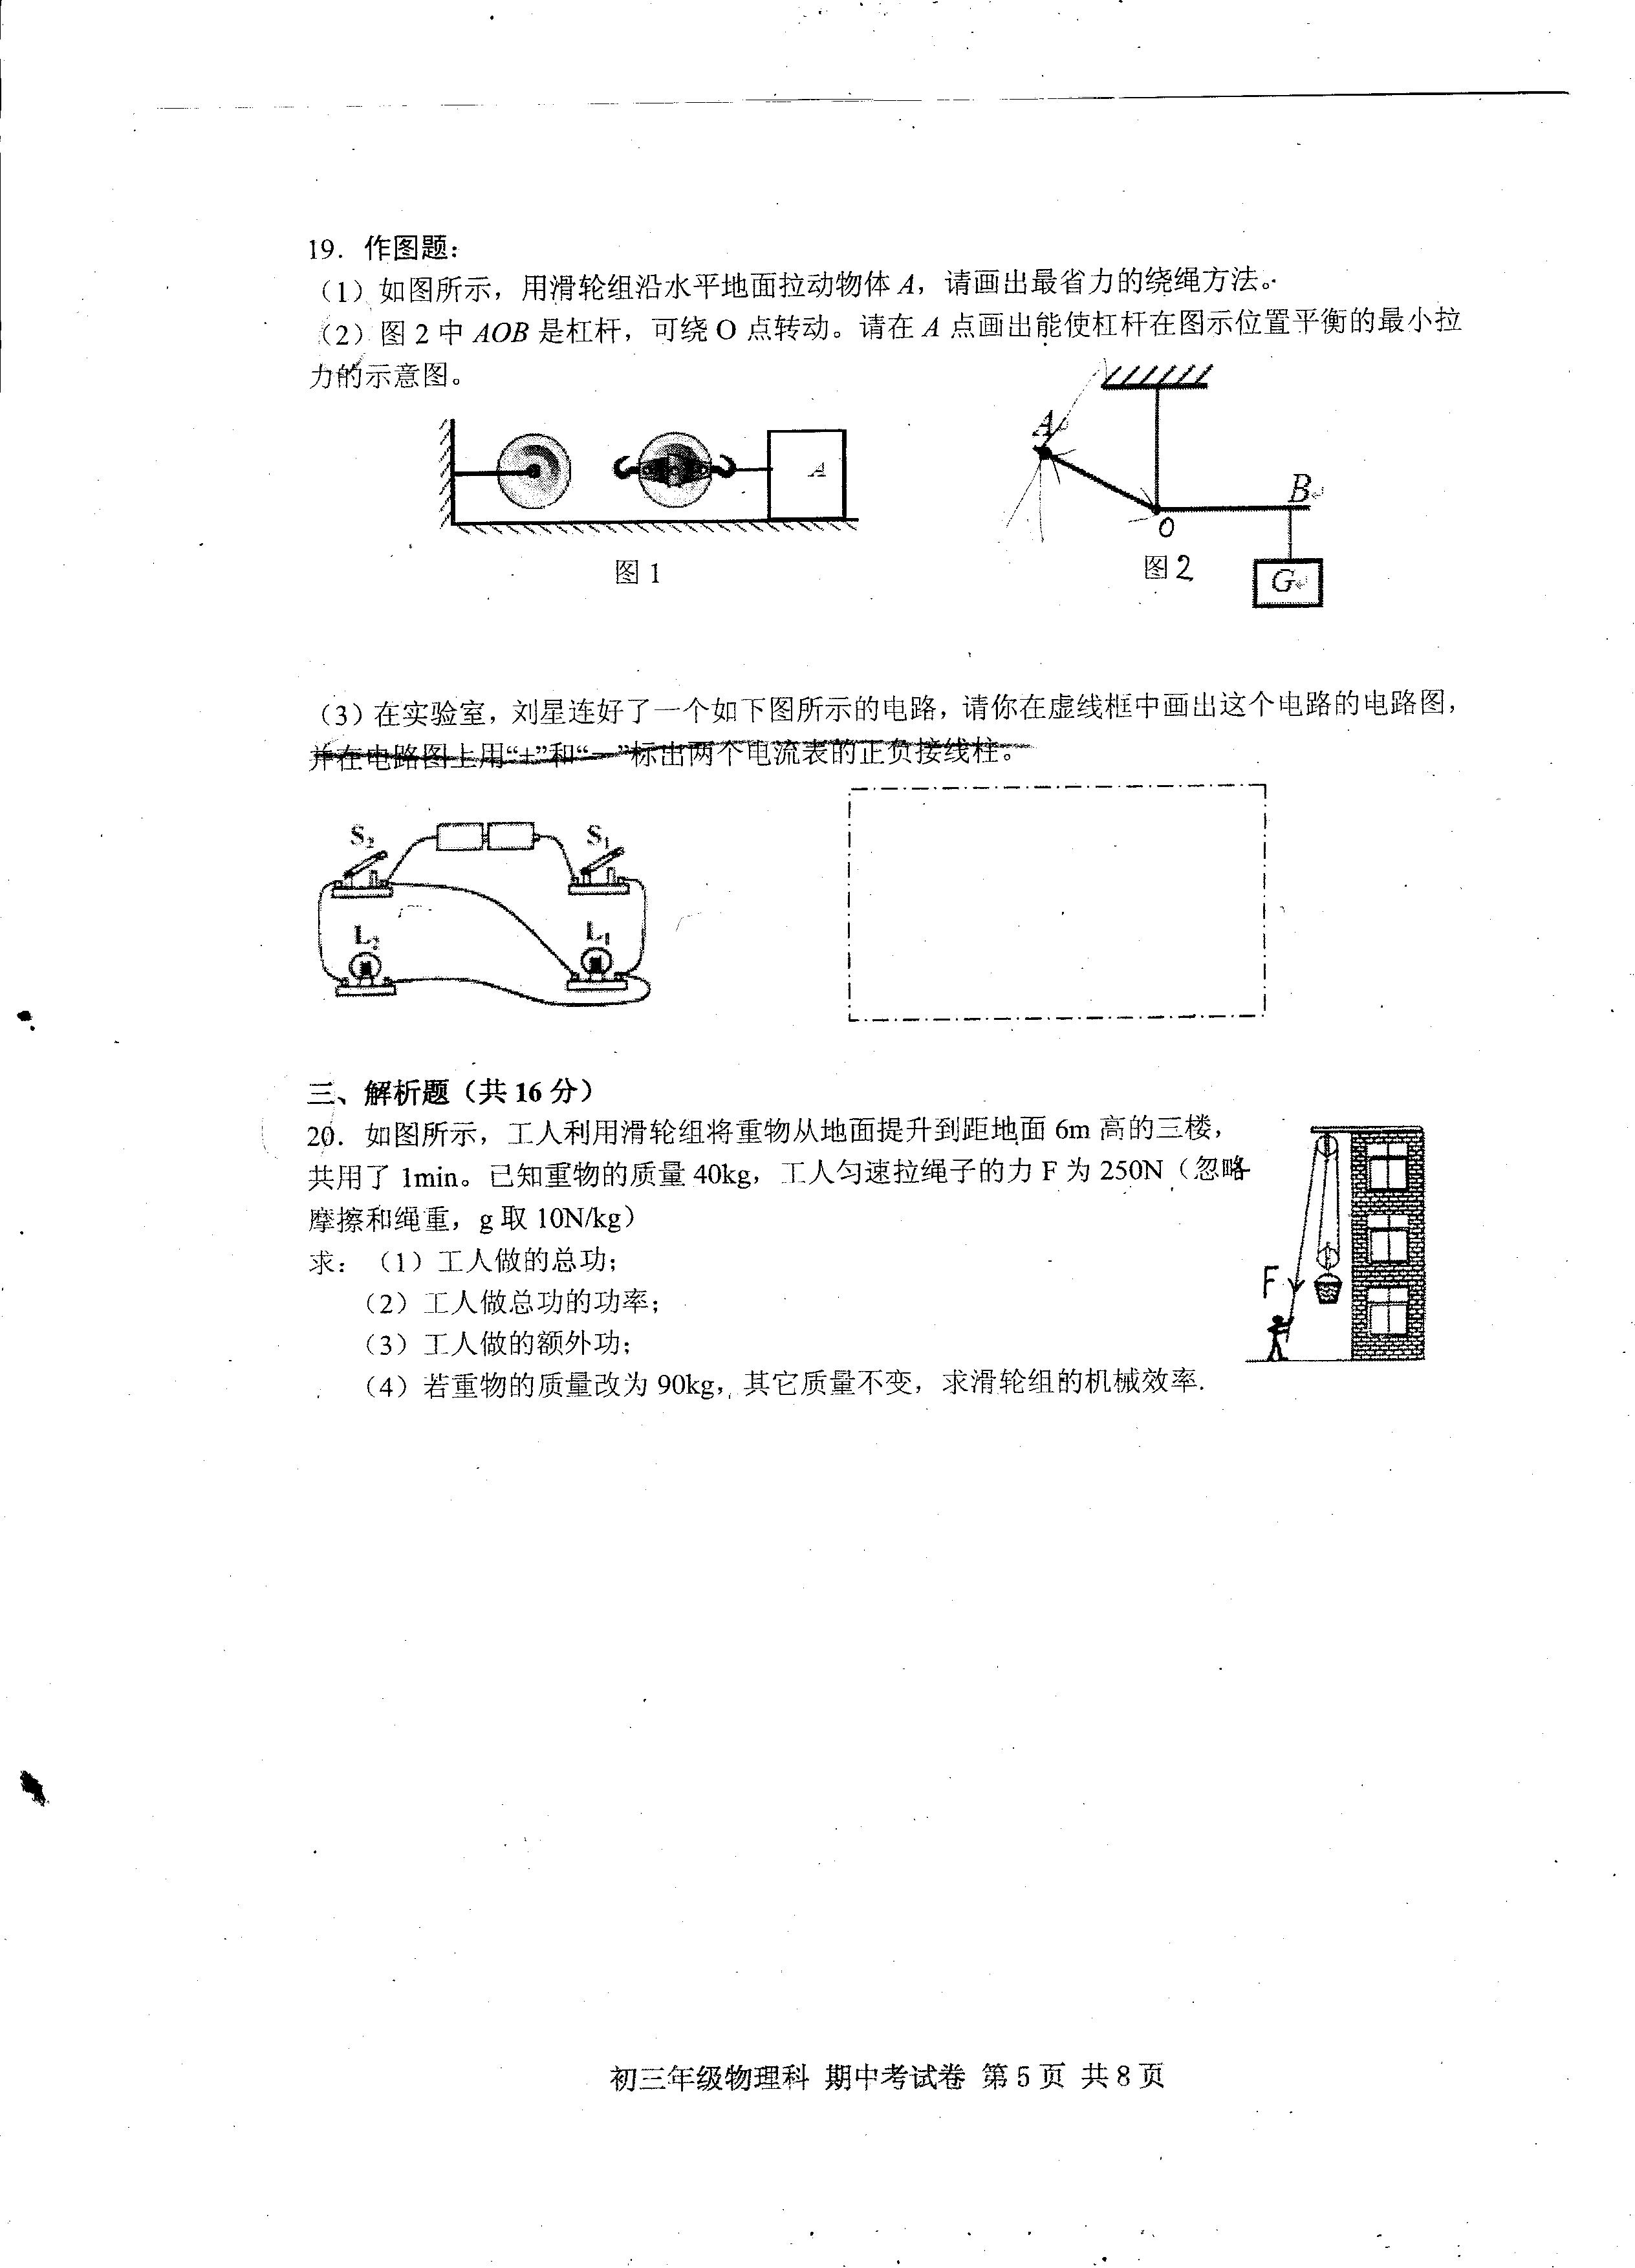 19. 作图题:
(1) 如图所示，用滑轮组沿水平地面拉动物体 A，请画出最省力的绕绳方法。
(2) 图 2 中 AOB 是杠杆，可绕 O 点转动。请在 A 点画出能使杠杆在图示位置平衡的最小拉
力的示意图。
A
A
B
O
G
图 1
图 2
(3) 在实验室，刘星连好了一个如下图所示的电路，请你在虚线框中画出这个电路的电路图，
并在电路图上用“+”和“—”标出两个电流表的正负接线柱。
S₂
S₁
L₂
L₁
三、解析题（共 16 分）
20. 如图所示，工人利用滑轮组将重物从地面提升到距地面 6m 高的三楼，
共用了 1min。已知重物的质量 40kg，工人匀速拉绳子的力 F 为 250N（忽略
摩擦和绳重，g 取 10N/kg）
求：（1）工人做的总功；
（2）工人做总功的功率；
（3）工人做的额外功；
（4）若重物的质量改为 90kg，其它质量不变，求滑轮组的机械效率.
F
初三年级物理科 期中考试卷 第 5 页 共 8 页